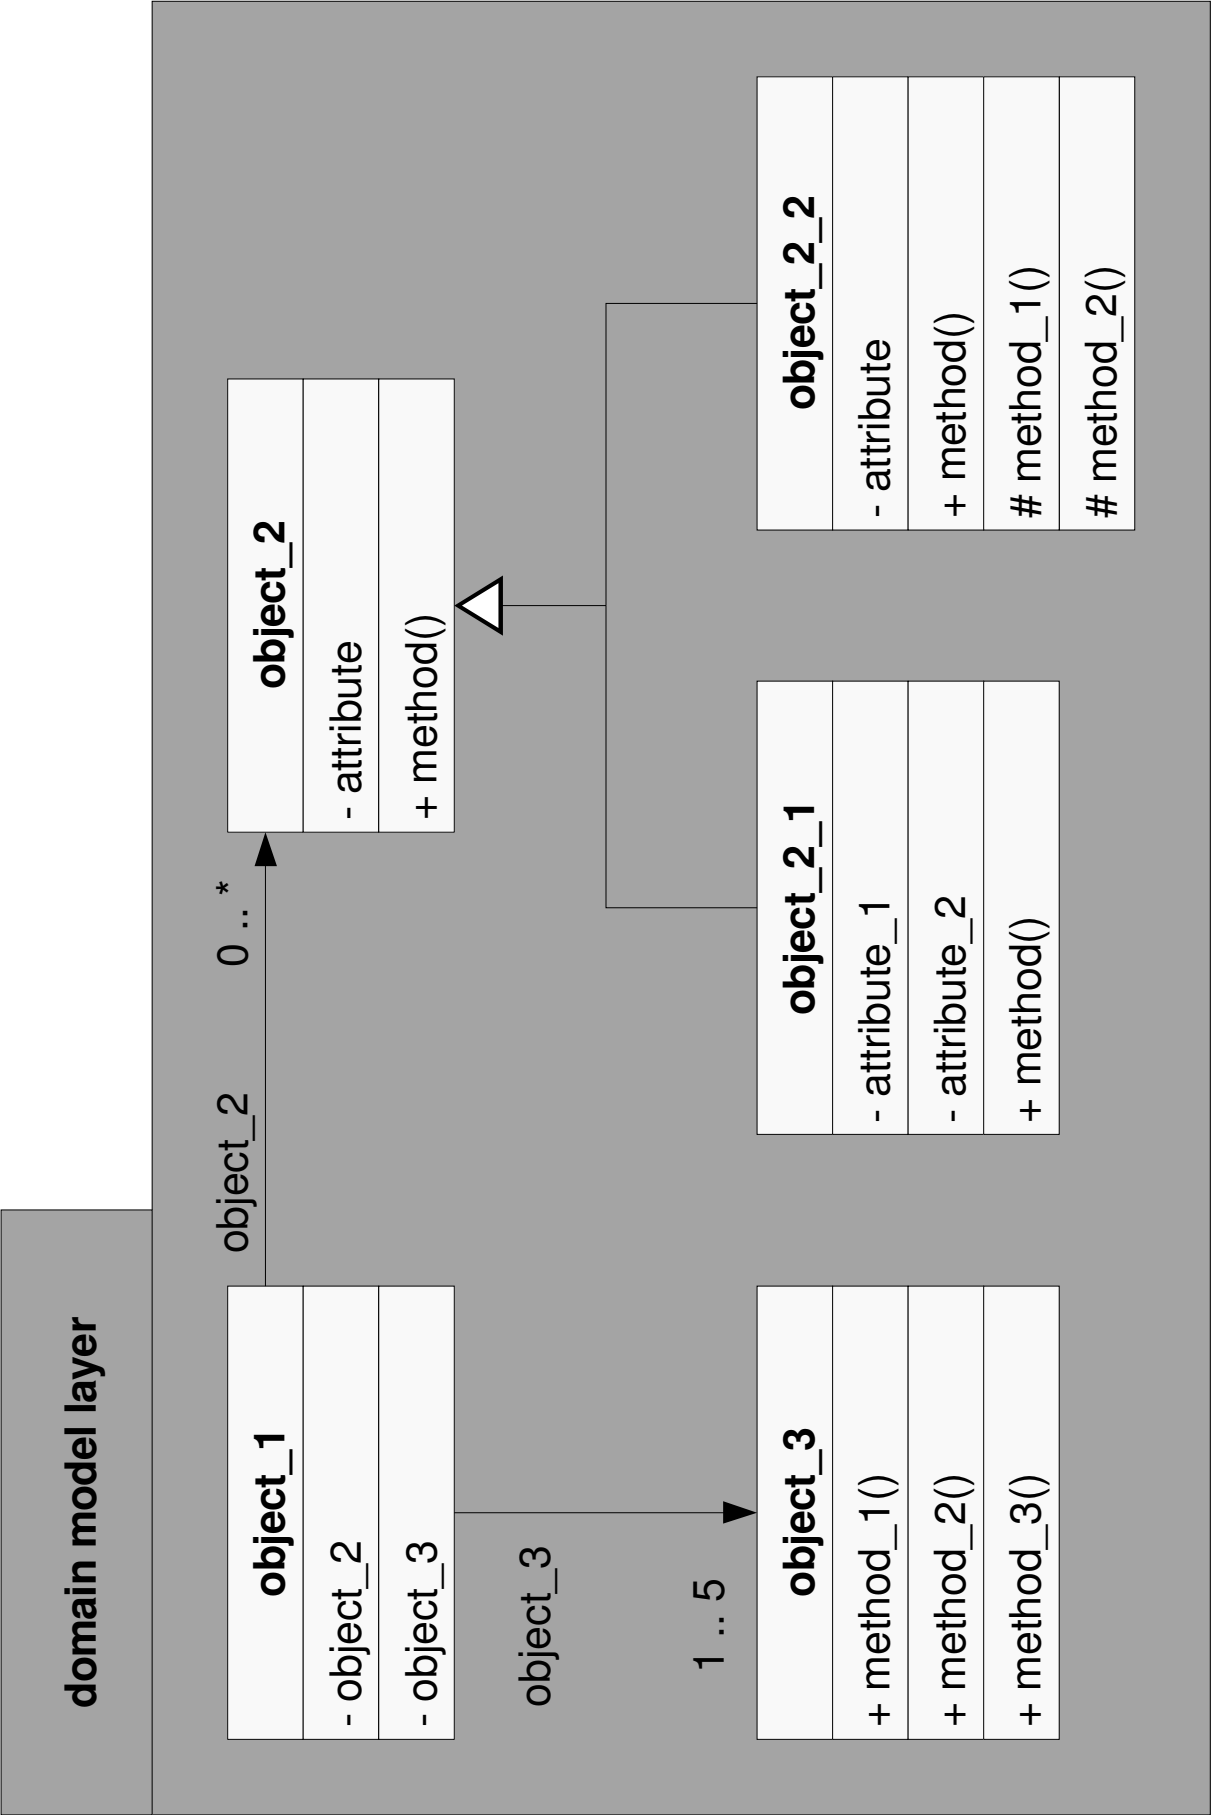 domain model layer
object_1
- object_2
- object_3
object_2
0 .. *
object_2
- attribute
+ method()
object_3
1 .. 5
object_3
+ method_1()
+ method_2()
+ method_3()
object_2_1
- attribute_1
- attribute_2
+ method()
object_2_2
- attribute
+ method()
# method_1()
# method_2()